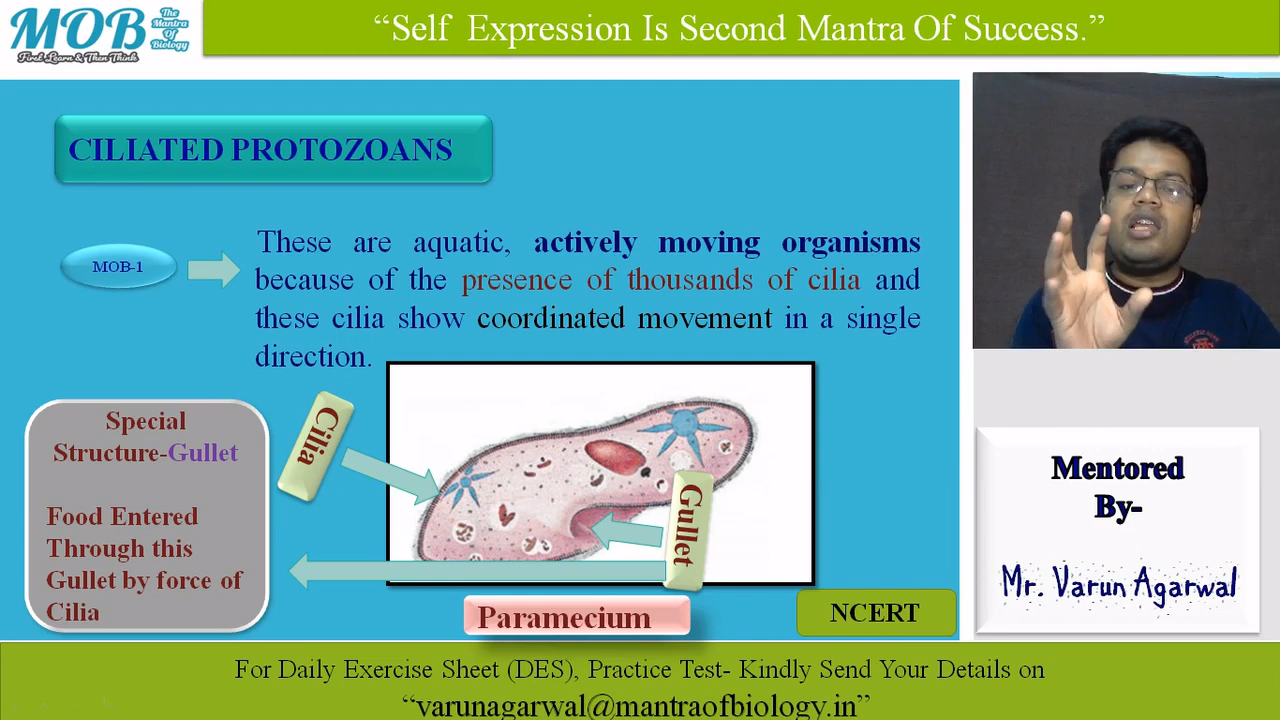 MOB
The
Mantra
Of
Biology
First Learn & Then Think
“Self Expression Is Second Mantra Of Success.”
CILIATED PROTOZOANS
MOB-1
These are aquatic, actively moving organisms
because of the presence of thousands of cilia and
these cilia show coordinated movement in a single
direction.
Special
Structure-Gullet
Food Entered
Through this
Gullet by force of
Cilia
Cilia
Gullet
Paramecium
NCERT
Mentored
By-
Mr. Varun Agarwal
For Daily Exercise Sheet (DES), Practice Test- Kindly Send Your Details on
“varunagarwal@mantraofbiology.in”